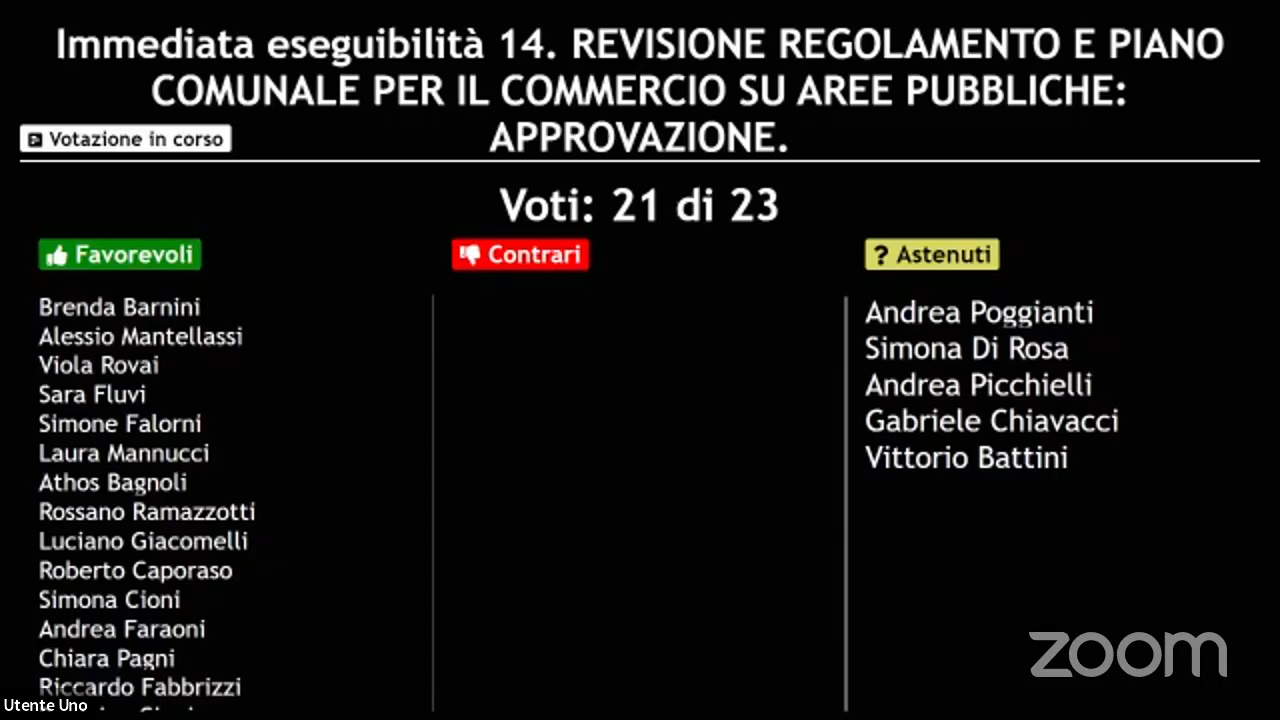 Immediata eseguibilità 14. REVISIONE REGOLAMENTO E PIANO
COMUNALE PER IL COMMERCIO SU AREE PUBBLICHE:
APPROVAZIONE.
Votazione in corso
Voti: 21 di 23
Favorevoli
Brenda Barnini
Alessio Mantellassi
Viola Rovai
Sara Fluvi
Simone Falorni
Laura Mannucci
Athos Bagnoli
Rossano Ramazzotti
Luciano Giacomelli
Roberto Caporaso
Simona Cioni
Andrea Faraoni
Chiara Pagni
Riccardo Fabbrizzi
Contrari
? Astenuti
Andrea Poggianti
Simona Di Rosa
Andrea Picchielli
Gabriele Chiavacci
Vittorio Battini
zoom
Utente Uno